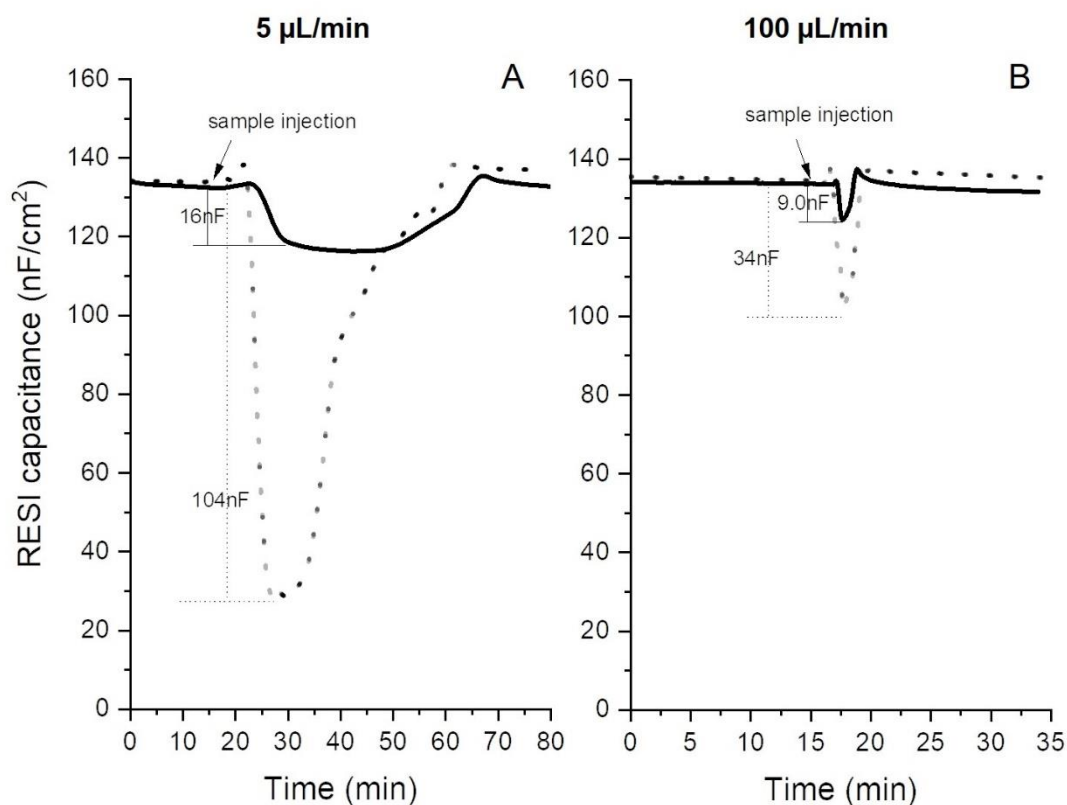 5 µL/min
A
160
140
120
100
80
60
40
20
0
RESI capacitance (nF/cm²)
sample injection
16nF
104nF
0 10 20 30 40 50 60 70 80
Time (min)
100 µL/min
B
160
140
120
100
80
60
40
20
0
sample injection
9.0nF
34nF
0 5 10 15 20 25 30 35
Time (min)